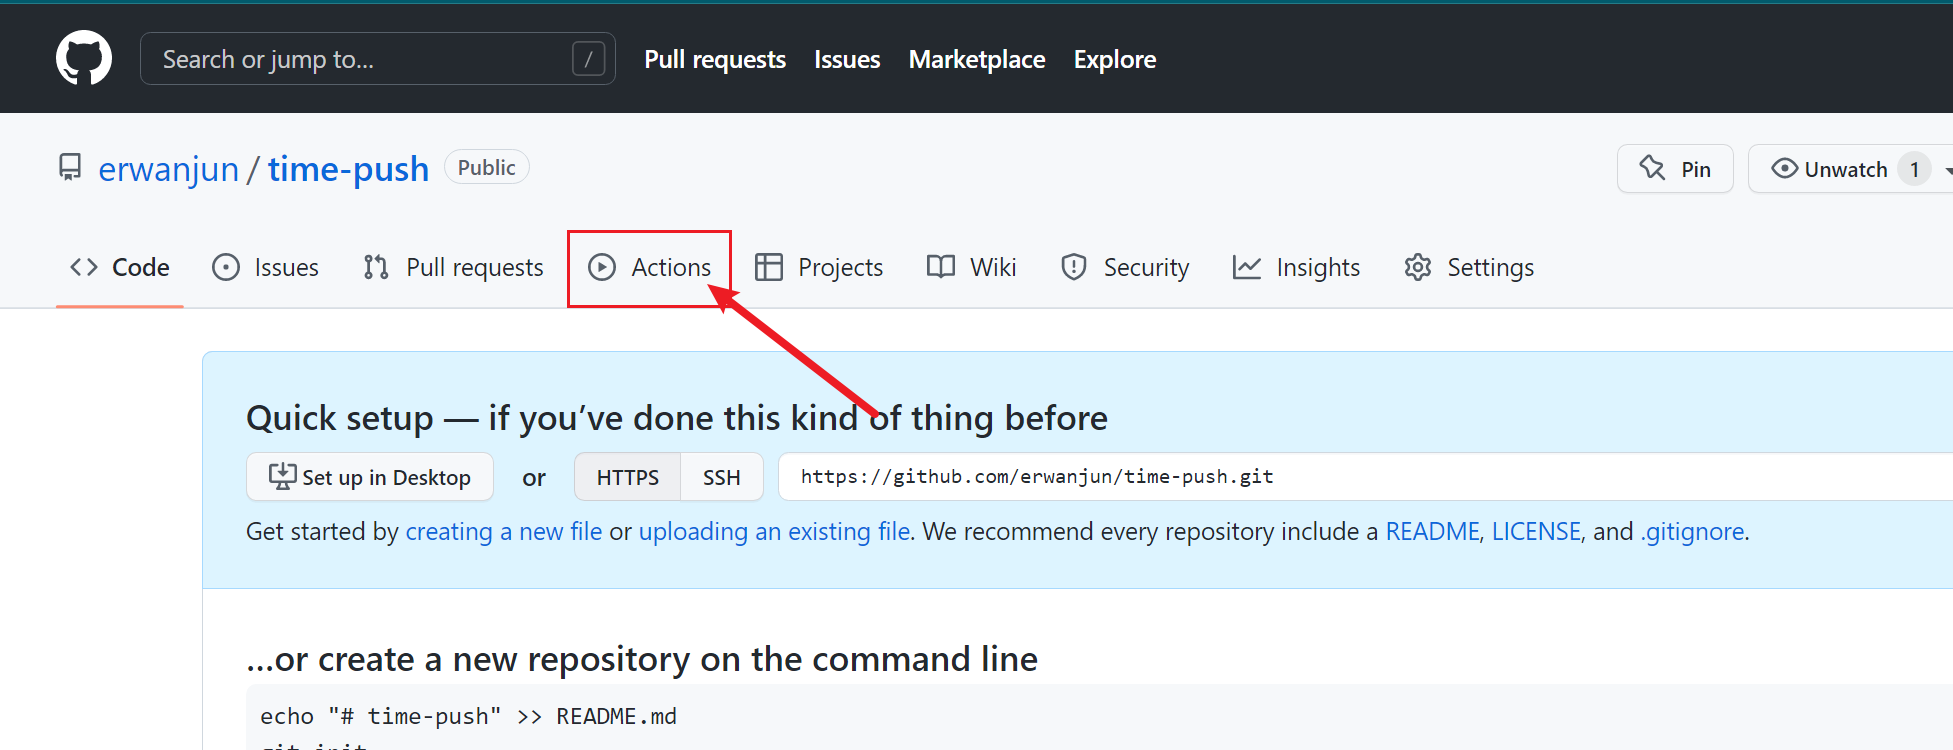 Search or jump to... / Pull requests Issues Marketplace Explore
erwanjun / time-push Public Pin Unwatch 1
Code Issues Pull requests Actions Projects Wiki Security Insights Settings
Quick setup — if you’ve done this kind of thing before
Set up in Desktop or HTTPS SSH https://github.com/erwanjun/time-push.git
Get started by creating a new file or uploading an existing file. We recommend every repository include a README, LICENSE, and .gitignore.
...or create a new repository on the command line
echo "# time-push" >> README.md
git init